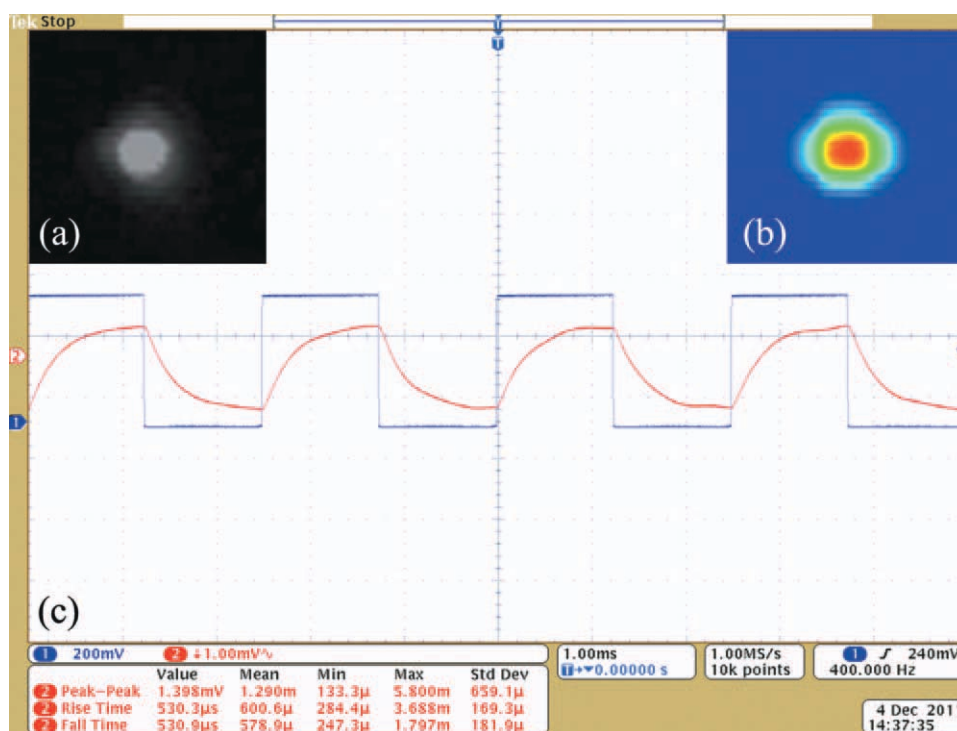 Tek Stop
T
T
(a)
(b)
2
1
(c)
1 200mV 2 ↓1.00mV∿
1.00ms
T→▼0.00000 s
1.00MS/s
10k points
1 ʃ 240mV
400.000 Hz
Value Mean Min Max Std Dev
2 Peak–Peak 1.398mV 1.290m 133.3µ 5.800m 659.1µ
2 Rise Time 530.3µs 600.6µ 284.4µ 3.688m 169.3µ
2 Fall Time 530.9µs 578.9µ 247.3µ 1.797m 181.9µ
4 Dec 201
14:37:35